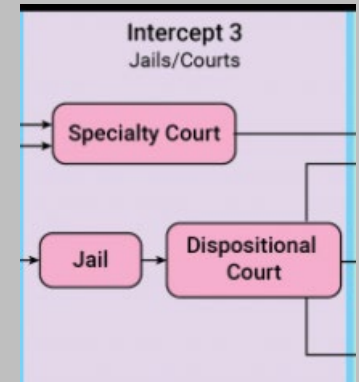 Intercept 3
Jails/Courts
Specialty Court
Jail
Dispositional
Court